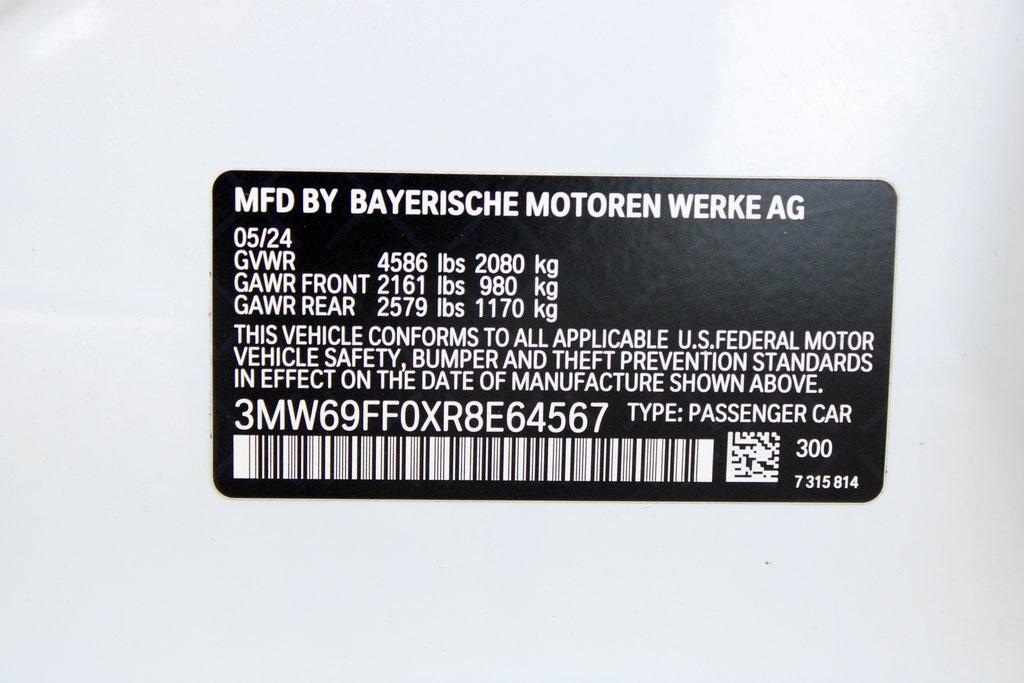 MFD BY BAYERISCHE MOTOREN WERKE AG
05/24
GVWR 4586 lbs 2080 kg
GAWR FRONT 2161 lbs 980 kg
GAWR REAR 2579 lbs 1170 kg
THIS VEHICLE CONFORMS TO ALL APPLICABLE U.S.FEDERAL MOTOR
VEHICLE SAFETY, BUMPER AND THEFT PREVENTION STANDARDS
IN EFFECT ON THE DATE OF MANUFACTURE SHOWN ABOVE.
3MW69FF0XR8E64567 TYPE: PASSENGER CAR
300
7 315 814